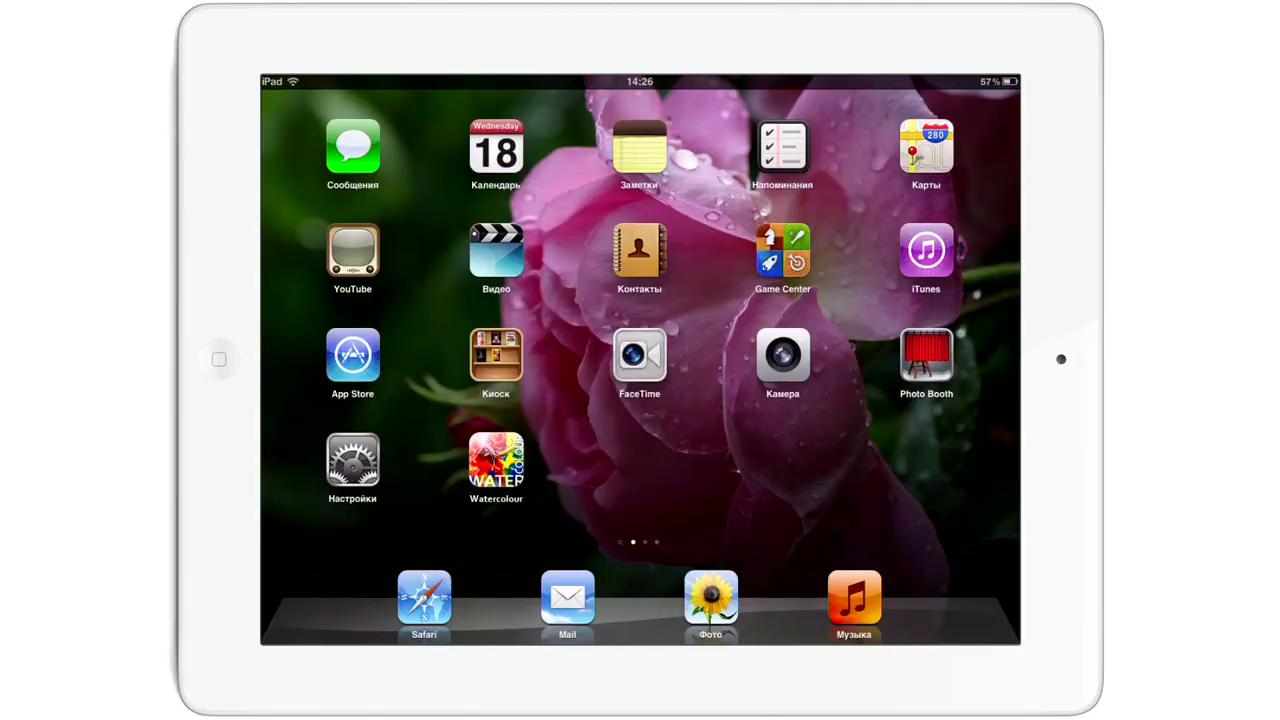 iPad 14:26 57%
Wednesday
18
280
Сообщения Календарь Заметки Напоминания Карты
YouTube Видео Контакты Game Center iTunes
App Store Киоск FaceTime Камера Photo Booth
WATER
COLOUR
Настройки Watercolour
Safari Mail Фото Музыка